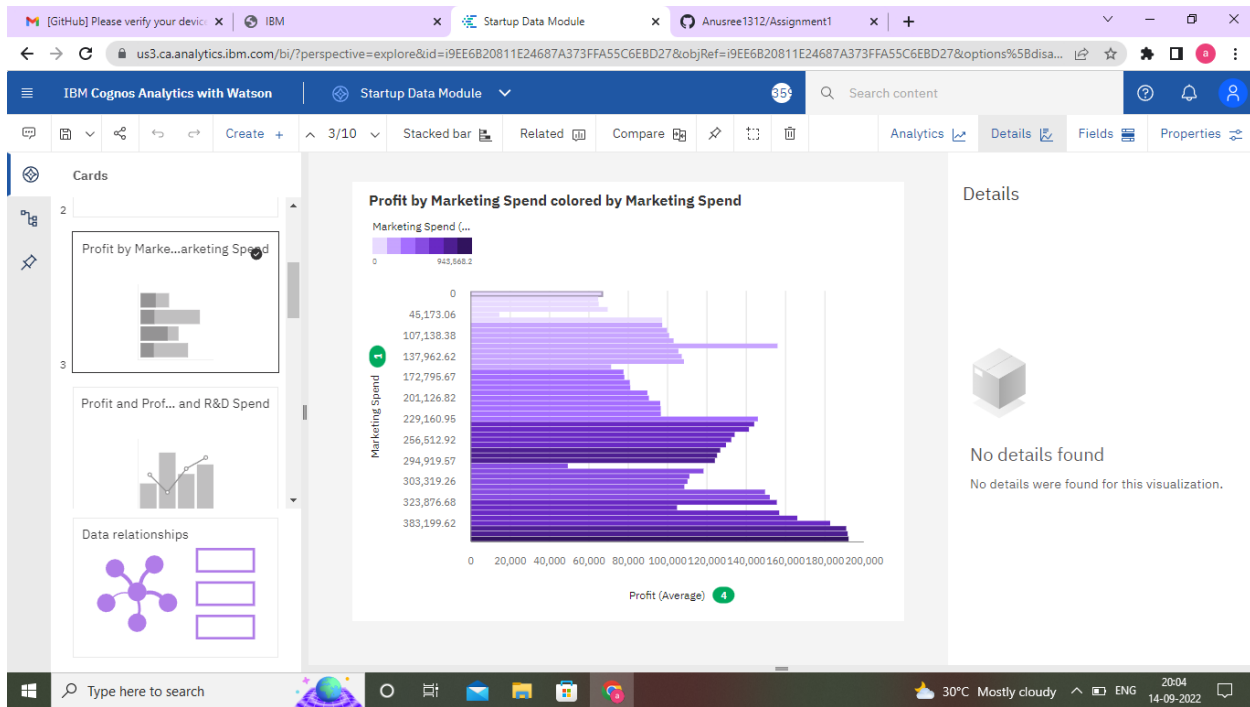 [GitHub] Please verify your devic
IBM
Startup Data Module
Anusree1312/Assignment1
us3.ca.analytics.ibm.com/bi/?perspective=explore&id=i9EE6B20811E24687A373FFA55C6EBD27&objRef=i9EE6B20811E24687A373FFA55C6EBD27&options%5Bdisa...
a
IBM Cognos Analytics with Watson
Startup Data Module
359
Search content
Create +
3/10
Stacked bar
Related
Compare
Analytics
Details
Fields
Properties
Cards
2
Profit by Marke...arketing Spend
3
Profit and Prof... and R&D Spend
Data relationships
Profit by Marketing Spend colored by Marketing Spend
Marketing Spend (...
0 943,568.2
0
45,173.06
107,138.38
137,962.62
172,795.67
201,126.82
229,160.95
256,512.92
294,919.57
303,319.26
323,876.68
383,199.62
Marketing Spend
1
0 20,000 40,000 60,000 80,000 100,000 120,000 140,000 160,000 180,000 200,000
Profit (Average) 4
Details
No details found
No details were found for this visualization.
Type here to search
a
30°C Mostly cloudy
ENG
20:04
14-09-2022